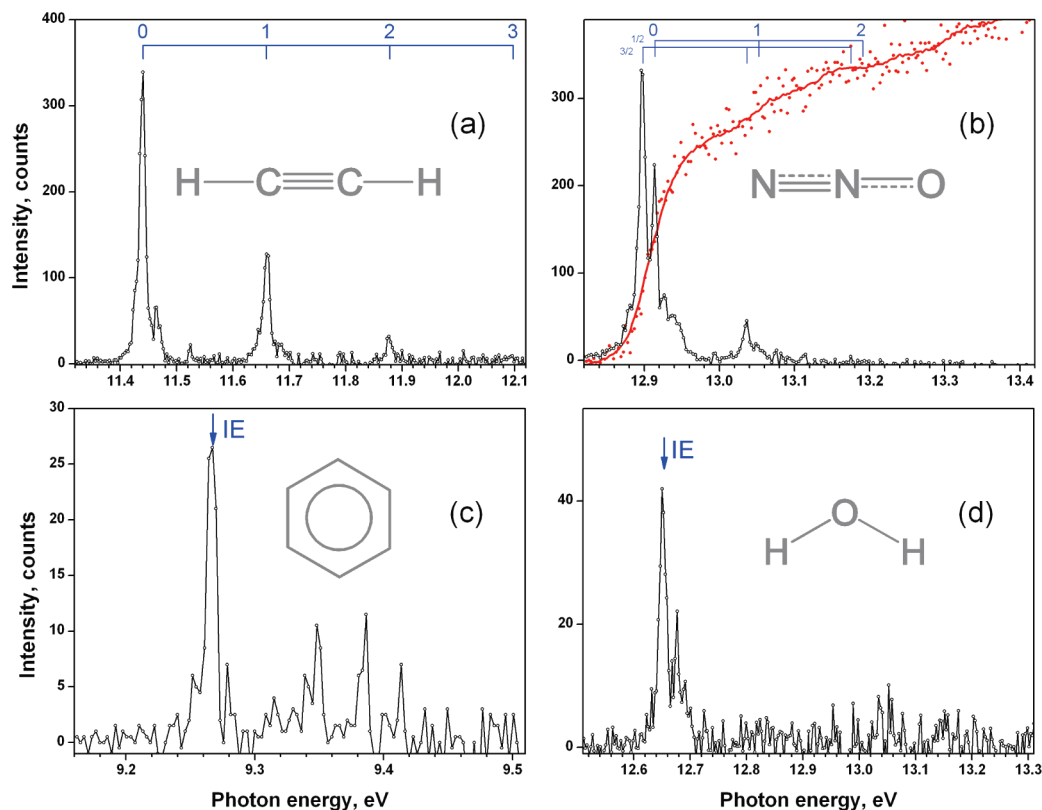 400
300
200
100
0
Intensity, counts
0 1 2 3
(a)
H C C H
11.4 11.5 11.6 11.7 11.8 11.9 12.0 12.1
300
200
100
0
0 1 2
1/2
3/2
(b)
N N O
12.9 13.0 13.1 13.2 13.3 13.4
30
25
20
15
10
5
0
Intensity, counts
IE
(c)
9.2 9.3 9.4 9.5
Photon energy, eV
40
20
0
IE
(d)
H O H
12.6 12.7 12.8 12.9 13.0 13.1 13.2 13.3
Photon energy, eV